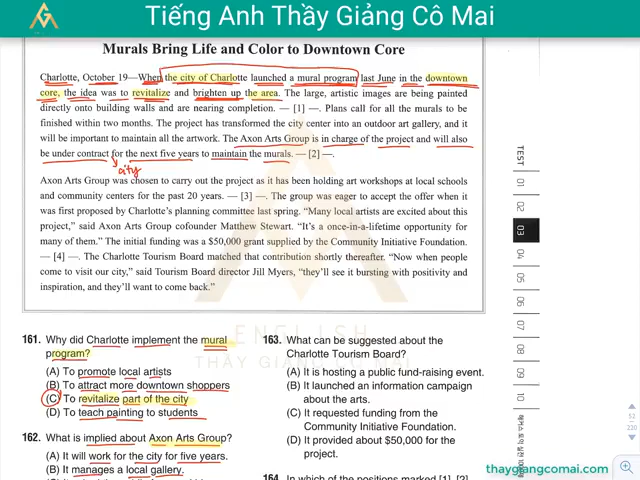 Tiếng Anh Thầy Giảng Cô Mai
Murals Bring Life and Color to Downtown Core
Charlotte, October 19—When the city of Charlotte launched a mural program last June in the downtown
core, the idea was to revitalize and brighten up the area. The large, artistic images are being painted
directly onto building walls and are nearing completion. — [1] —. Plans call for all the murals to be
finished within two months. The project has transformed the city center into an outdoor art gallery, and it
will be important to maintain all the artwork. The Axon Arts Group is in charge of the project and will also
be under contract for the next five years to maintain the murals. — [2] —.
city
Axon Arts Group was chosen to carry out the project as it has been holding art workshops at local schools
and community centers for the past 20 years. — [3] —. The group was eager to accept the offer when it
was first proposed by Charlotte's planning committee last spring. "Many local artists are excited about this
project," said Axon Arts Group cofounder Matthew Stewart. "It's a once-in-a-lifetime opportunity for
many of them." The initial funding was a $50,000 grant supplied by the Community Initiative Foundation.
— [4] —. The Charlotte Tourism Board matched that contribution shortly thereafter. "Now when people
come to visit our city," said Tourism Board director Jill Myers, "they'll see it bursting with positivity and
inspiration, and they'll want to come back."
ENGLISH
THẦY GIẢNG CÔ MAI
161. Why did Charlotte implement the mural
program?
(A) To promote local artists
(B) To attract more downtown shoppers
(C) To revitalize part of the city
(D) To teach painting to students
162. What is implied about Axon Arts Group?
(A) It will work for the city for five years.
(B) It manages a local gallery.
163. What can be suggested about the
Charlotte Tourism Board?
(A) It is hosting a public fund-raising event.
(B) It launched an information campaign
about the arts.
(C) It requested funding from the
Community Initiative Foundation.
(D) It provided about $50,000 for the
project.
164. In which of the positions marked [1], [2],
TEST
01
02
03
04
05
06
07
08
09
10
52
220
thaygiangcomai.com